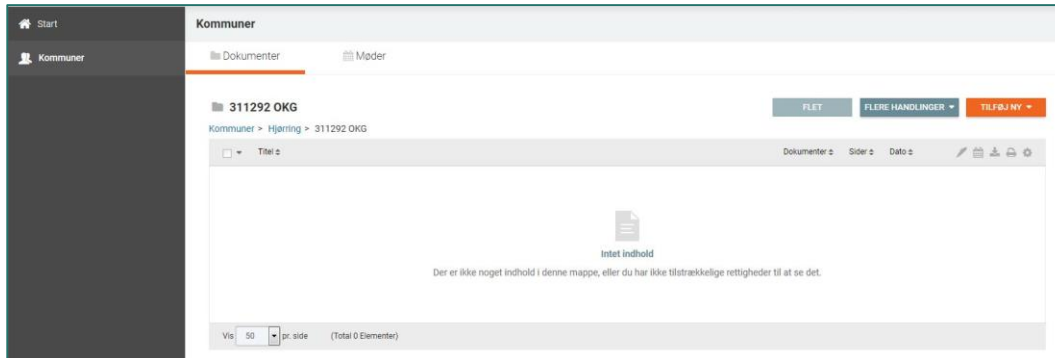 Start
Kommuner
Kommuner
Dokumenter
Møder
311292 OKG
FLET
FLERE HANDLINGER
TILFØJ NY
Kommuner > Hjørring > 311292 OKG
Titel
Dokumenter
Sider
Dato
Intet indhold
Der er ikke noget indhold i denne mappe, eller du har ikke tilstrækkelige rettigheder til at se det.
Vis 50 pr. side (Total 0 Elementer)